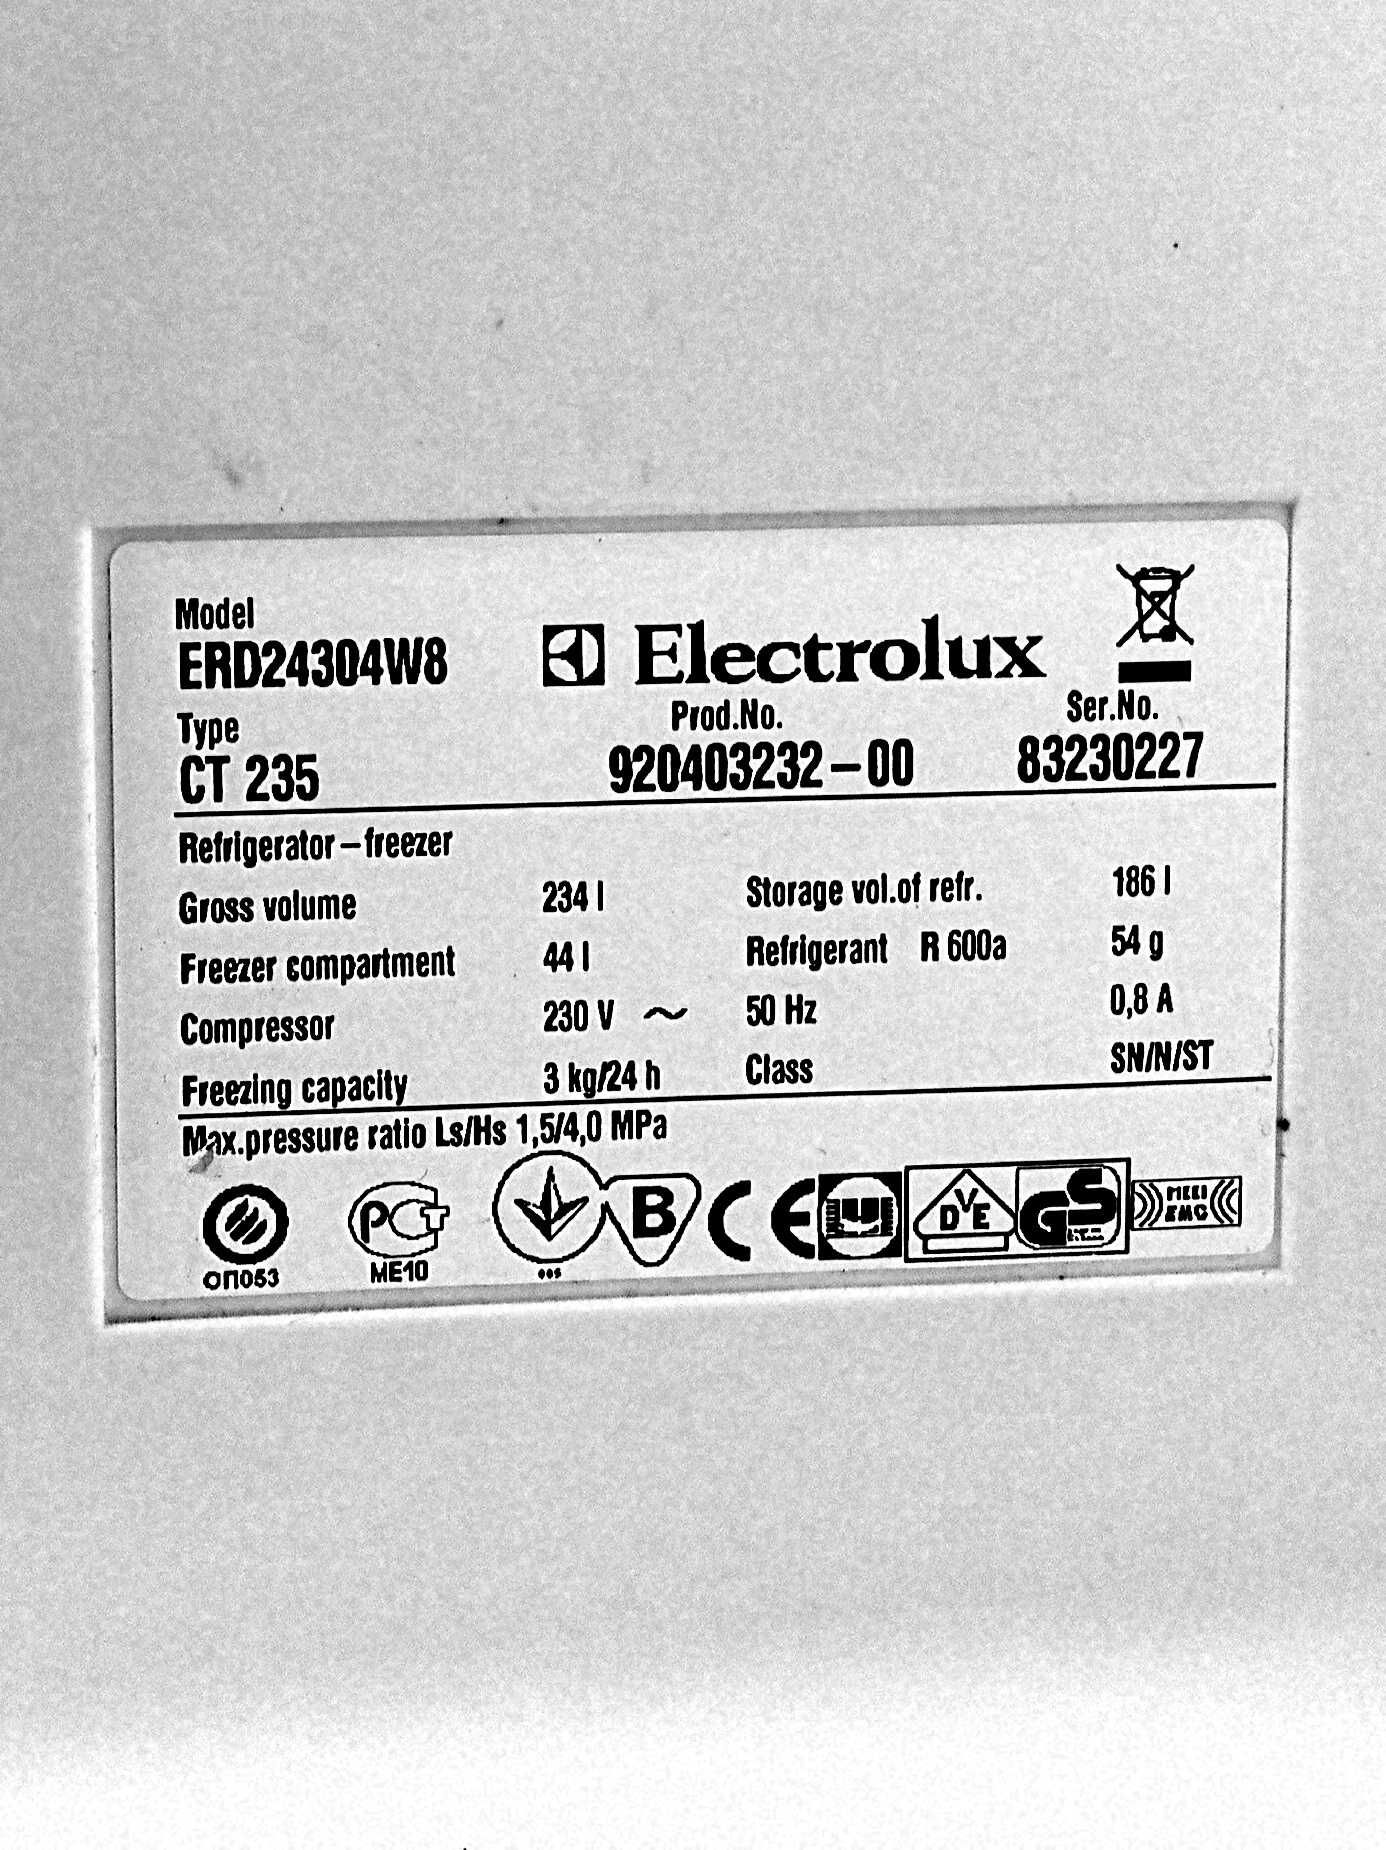 Model
ERD24304W8
Electrolux
Type
CT 235
Prod.No.
920403232-00
Ser.No.
83230227
Refrigerator-freezer
Gross volume 234 l Storage vol.of refr. 186 l
Freezer compartment 44 l Refrigerant R 600a 54 g
Compressor 230 V ~ 50 Hz 0,8 A
Freezing capacity 3 kg/24 h Class SN/N/ST
Max.pressure ratio Ls/Hs 1,5/4,0 MPa
B CE DVE GS
ОП053 РСТ ME10
EMC